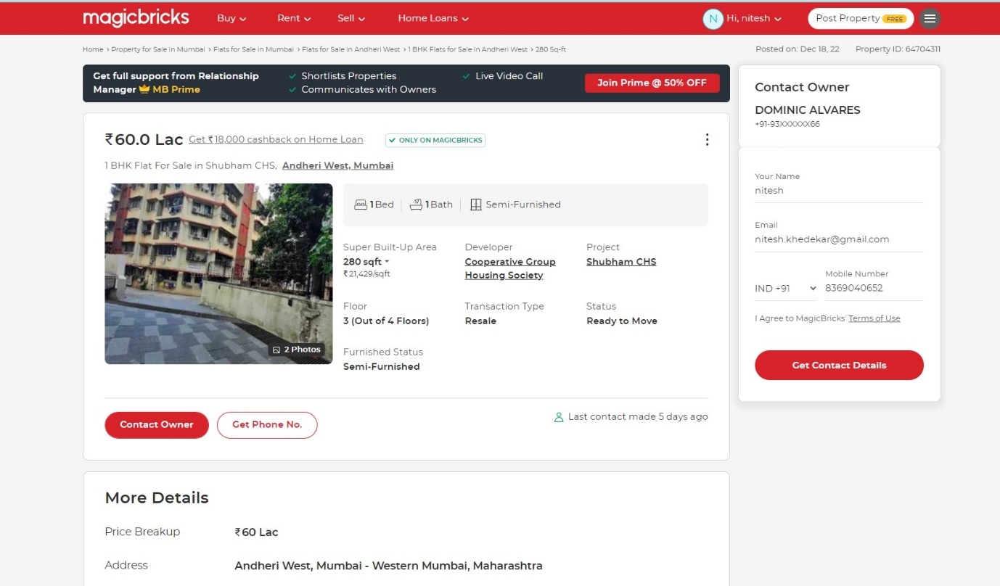 magicbricks
Buy
Rent
Sell
Home Loans
N
Hi, nitesh
Post Property FREE
Home › Property for Sale in Mumbai › Flats for Sale in Mumbai › Flats for Sale in Andheri West › 1 BHK Flats for Sale in Andheri West › 280 Sq-ft
Posted on: Dec 18, 22 Property ID: 64704311
Get full support from Relationship
Manager MB Prime
Shortlists Properties
Communicates with Owners
Live Video Call
Join Prime @ 50% OFF
₹60.0 Lac Get ₹18,000 cashback on Home Loan
ONLY ON MAGICBRICKS
1 BHK Flat For Sale in Shubham CHS, Andheri West, Mumbai
2 Photos
1 Bed
1 Bath
Semi-Furnished
Super Built-Up Area
280 sqft
₹21,429/sqft
Developer
Cooperative Group
Housing Society
Project
Shubham CHS
Floor
3 (Out of 4 Floors)
Transaction Type
Resale
Status
Ready to Move
Furnished Status
Semi-Furnished
Contact Owner
Get Phone No.
Last contact made 5 days ago
More Details
Price Breakup ₹60 Lac
Address Andheri West, Mumbai - Western Mumbai, Maharashtra
Contact Owner
DOMINIC ALVARES
+91-93XXXXXX66
Your Name
nitesh
Email
nitesh.khedekar@gmail.com
Mobile Number
IND +91 8369040652
I Agree to MagicBricks' Terms of Use
Get Contact Details